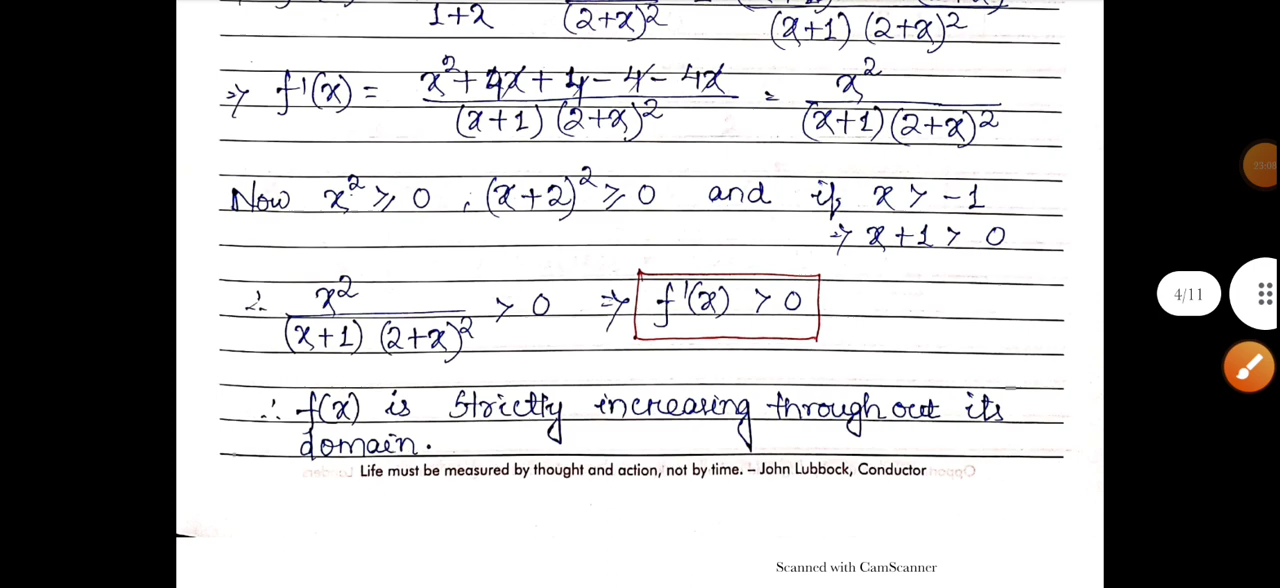 1+x (2+x)² (x+1) (2+x)²
⇒ f'(x) = x²+4x+4-4-4x / (x+1) (2+x)² = x² / (x+1)(2+x)²
Now x² ≥ 0 , (x+2)² ≥ 0 and if x > -1
⇒ x+1 > 0
23:08
4/11
∴ x² / (x+1) (2+x)² > 0 ⇒ f'(x) > 0
∴ f(x) is strictly increasing throughout its
domain.
Life must be measured by thought and action, not by time. – John Lubbock, Conductor
Scanned with CamScanner